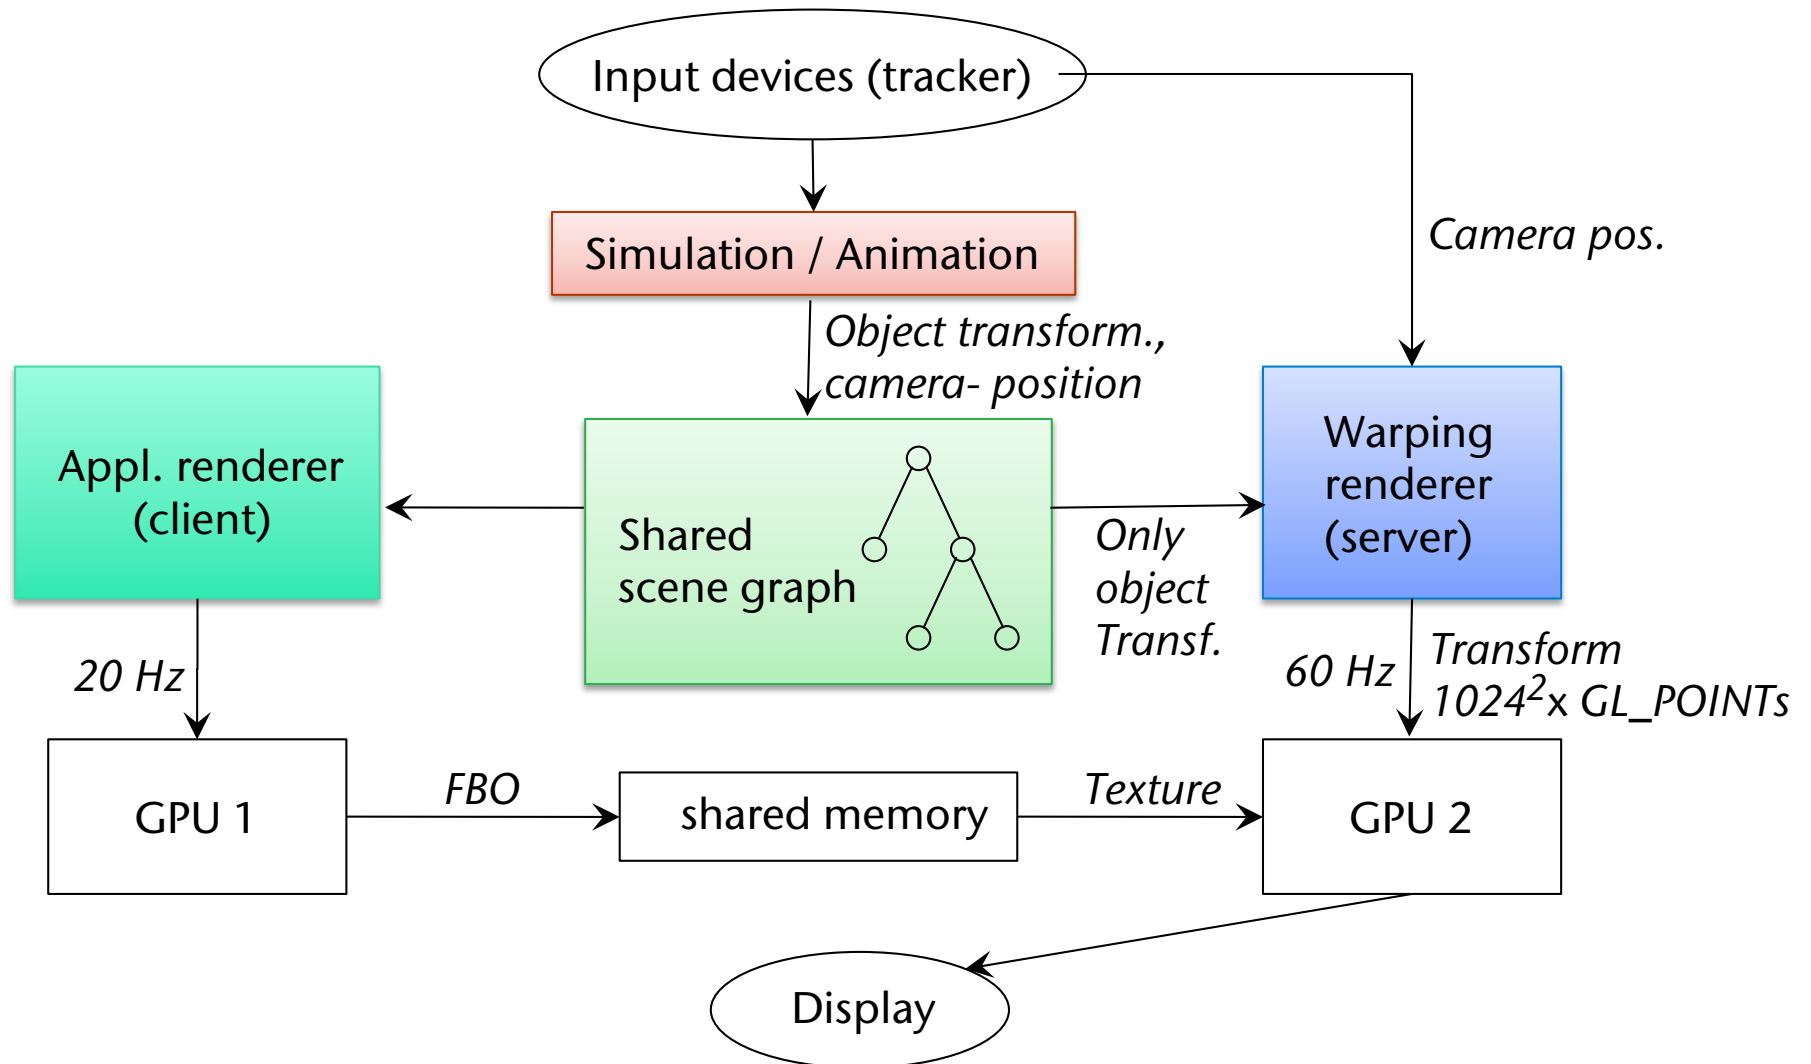 Input devices (tracker)
Camera pos.
Simulation / Animation
Object transform.,
camera- position
Appl. renderer
(client)
Shared
scene graph
Only
object
Transf.
Warping
renderer
(server)
20 Hz
60 Hz
Transform
1024²x GL_POINTs
GPU 1
FBO
shared memory
Texture
GPU 2
Display